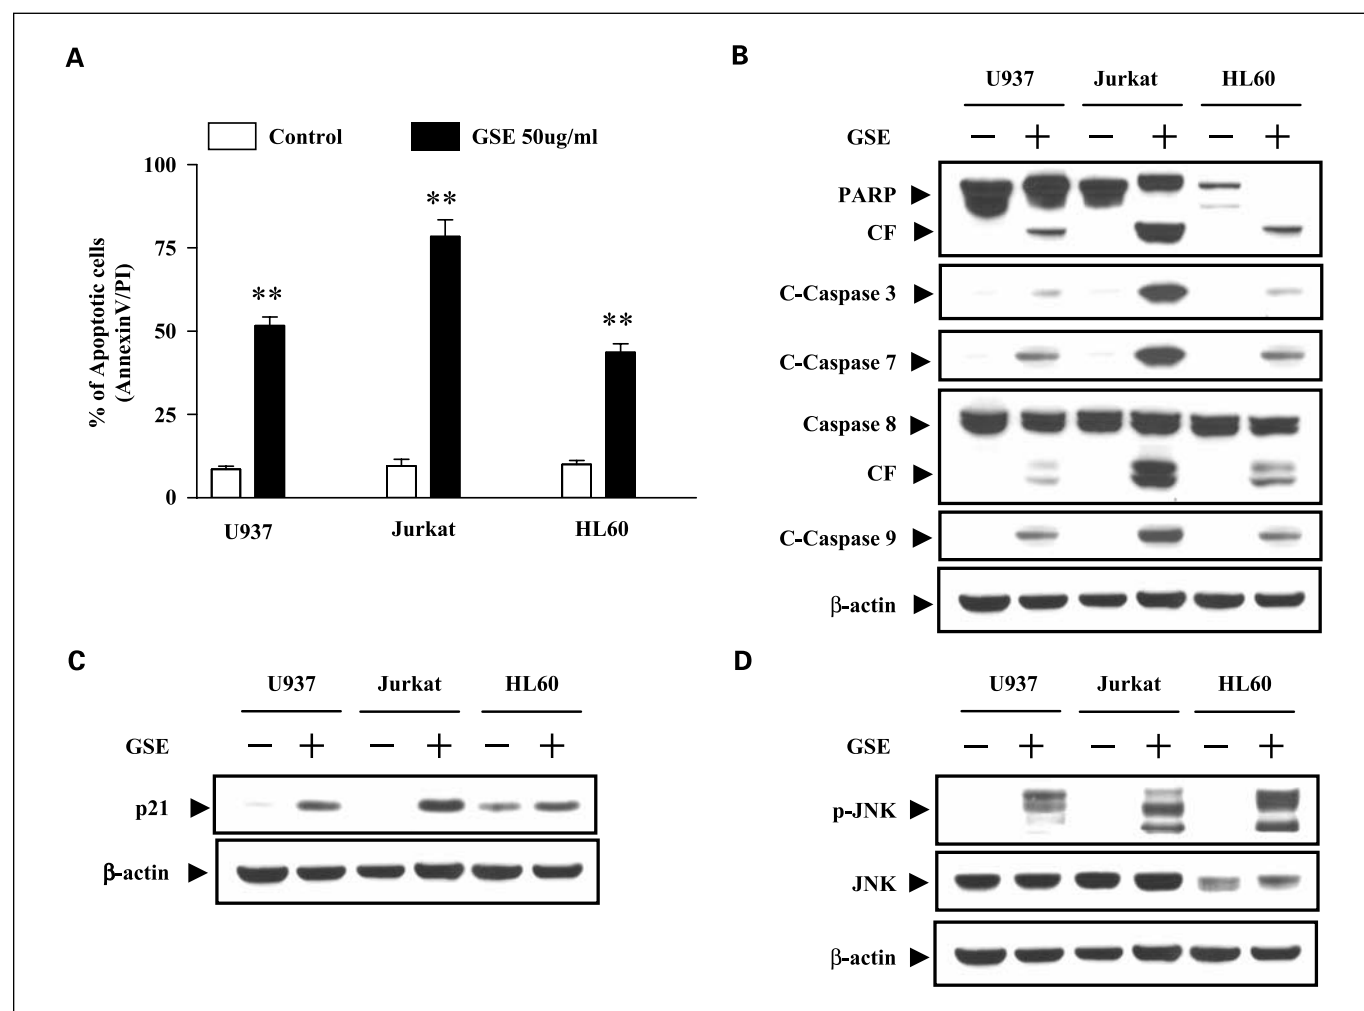 A
Control
GSE 50ug/ml
% of Apoptotic cells
(AnnexinV/PI)
100
75
50
25
0
**
**
**
U937
Jurkat
HL60
B
U937
Jurkat
HL60
GSE
− + − + − +
PARP
CF
C-Caspase 3
C-Caspase 7
Caspase 8
CF
C-Caspase 9
β-actin
C
U937
Jurkat
HL60
GSE
− + − + − +
p21
β-actin
D
U937
Jurkat
HL60
GSE
− + − + − +
p-JNK
JNK
β-actin